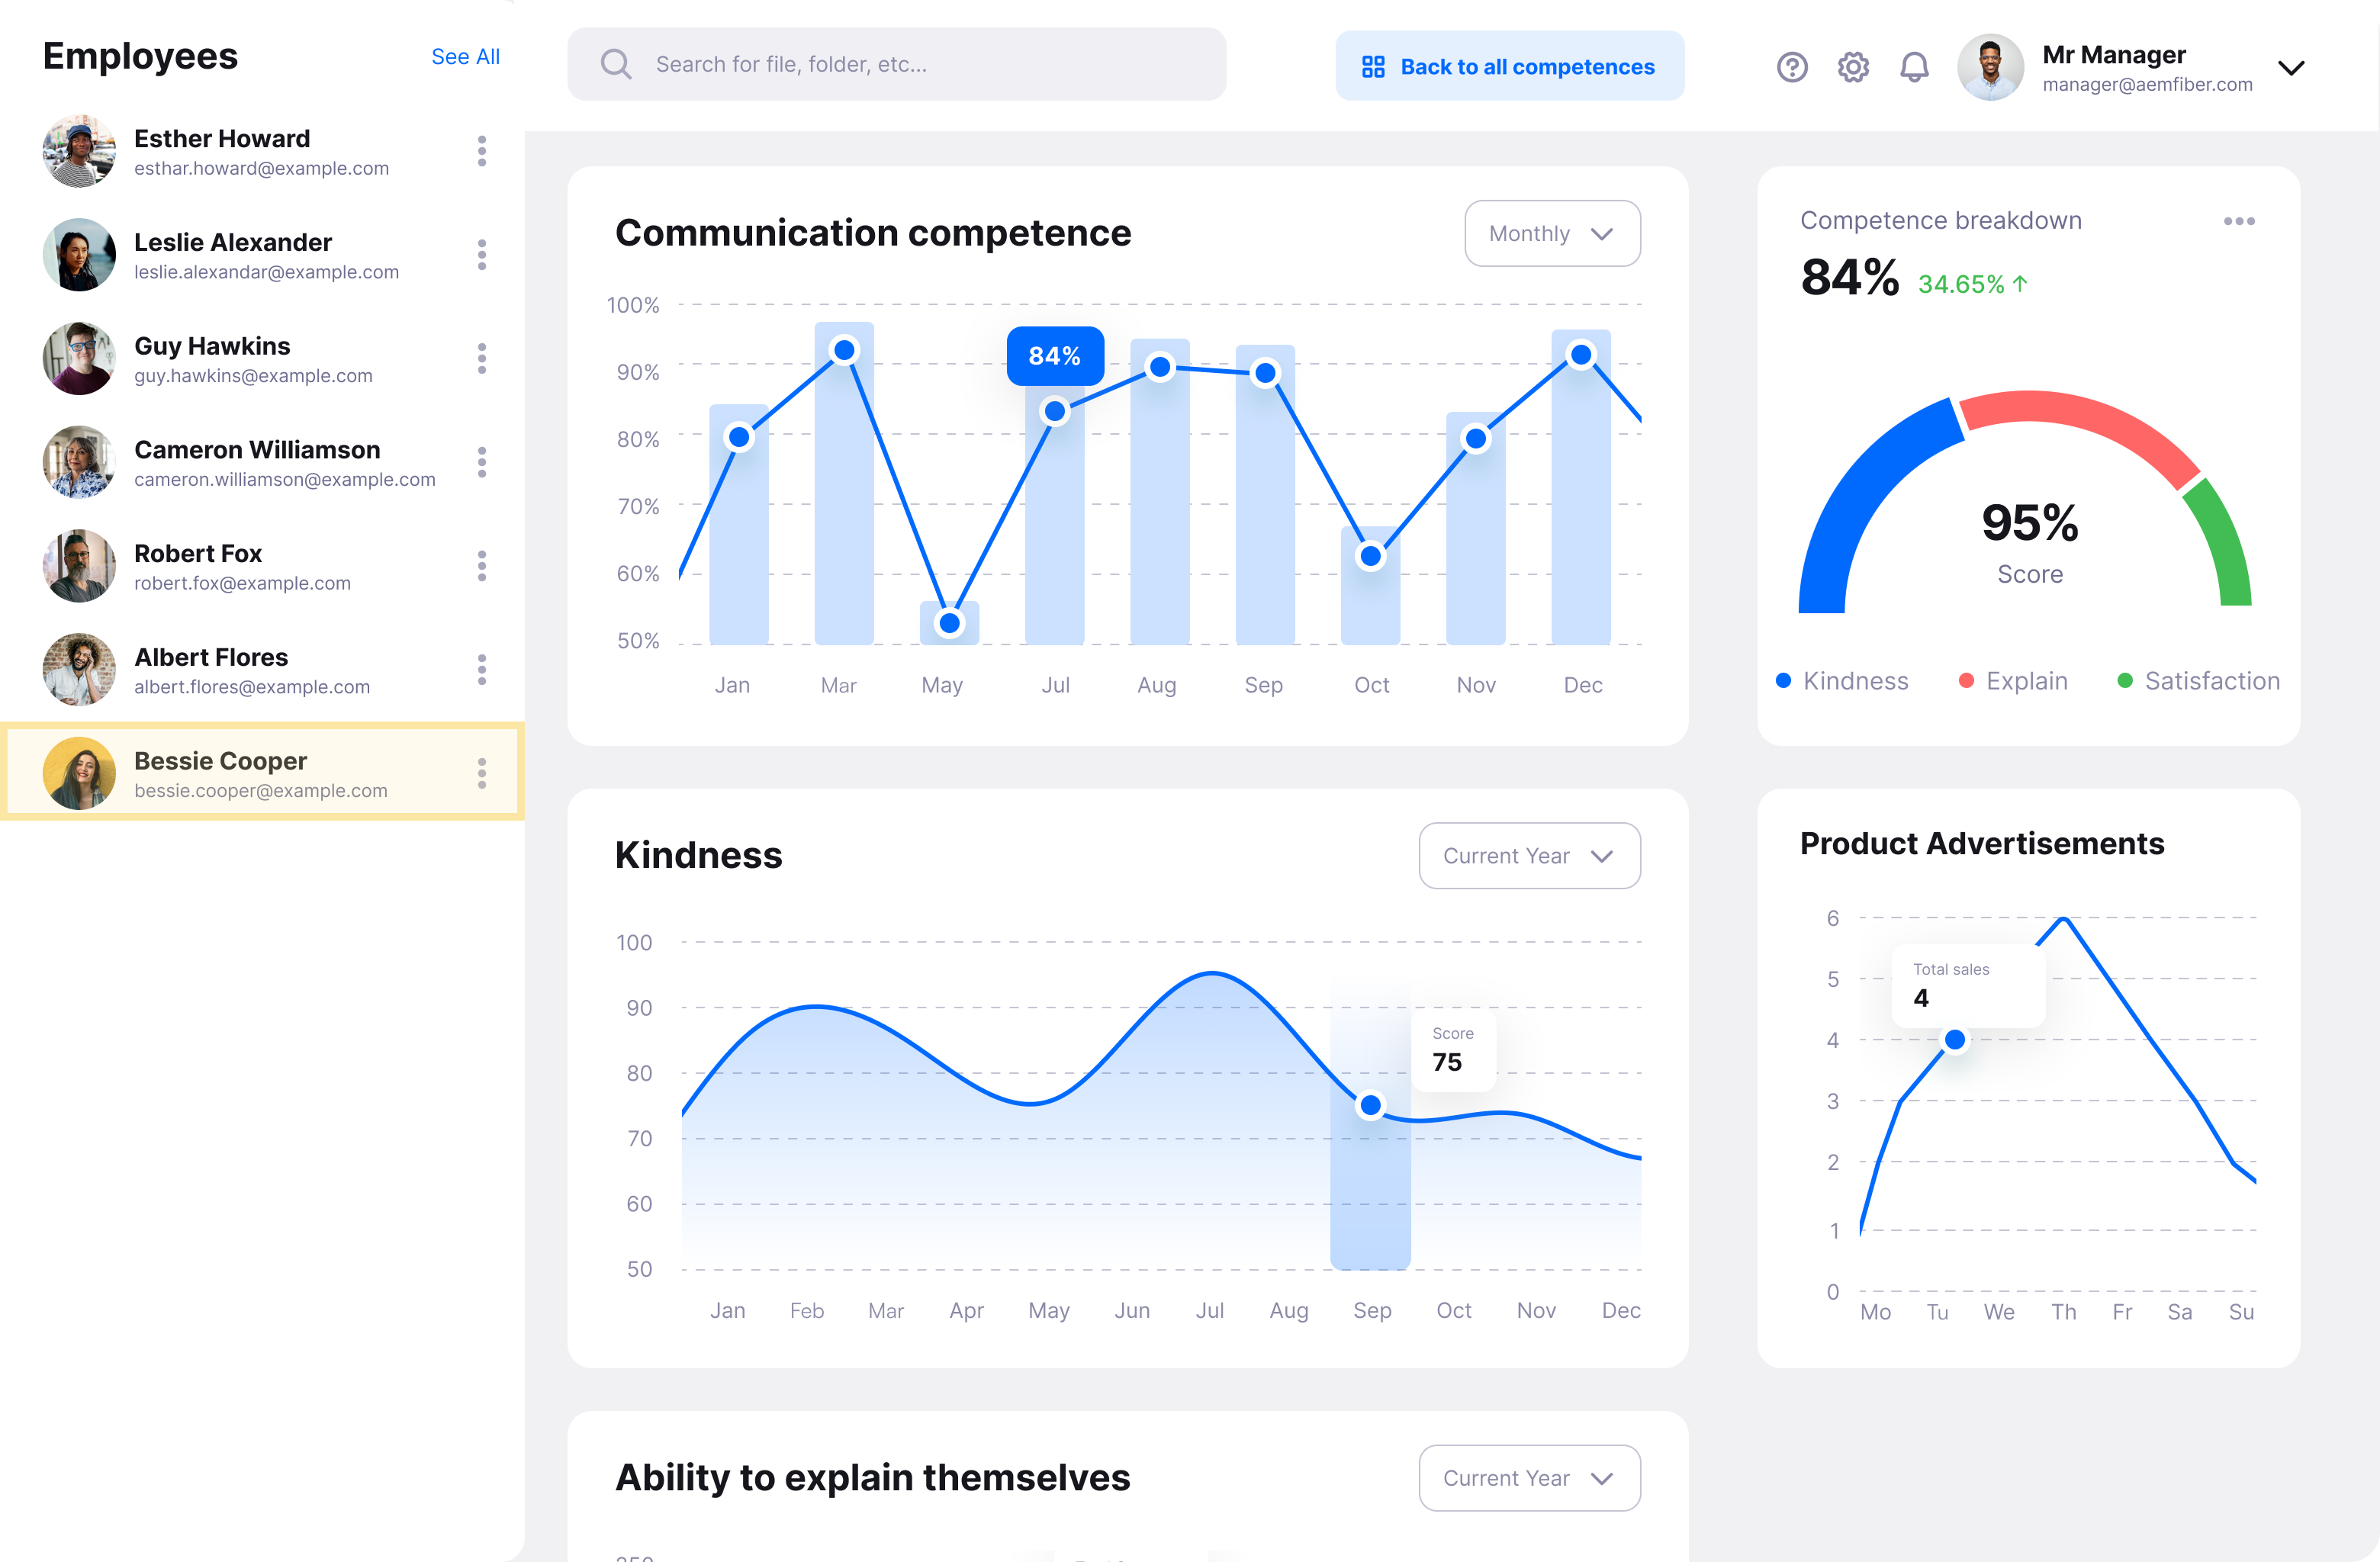 Employees
See All
Esther Howard
esthar.howard@example.com
Leslie Alexander
leslie.alexandar@example.com
Guy Hawkins
guy.hawkins@example.com
Cameron Williamson
cameron.williamson@example.com
Robert Fox
robert.fox@example.com
Albert Flores
albert.flores@example.com
Bessie Cooper
bessie.cooper@example.com
Search for file, folder, etc...
Back to all competences
Mr Manager
manager@aemfiber.com
Communication competence
Monthly
100%
90%
80%
70%
60%
50%
84%
Jan Mar May Jul Aug Sep Oct Nov Dec
Competence breakdown
84% 34.65%
95%
Score
Kindness Explain Satisfaction
Kindness
Current Year
100
90
80
70
60
50
Score
75
Jan Feb Mar Apr May Jun Jul Aug Sep Oct Nov Dec
Product Advertisements
6
5
4
3
2
1
0
Total sales
4
Mo Tu We Th Fr Sa Su
Ability to explain themselves
Current Year